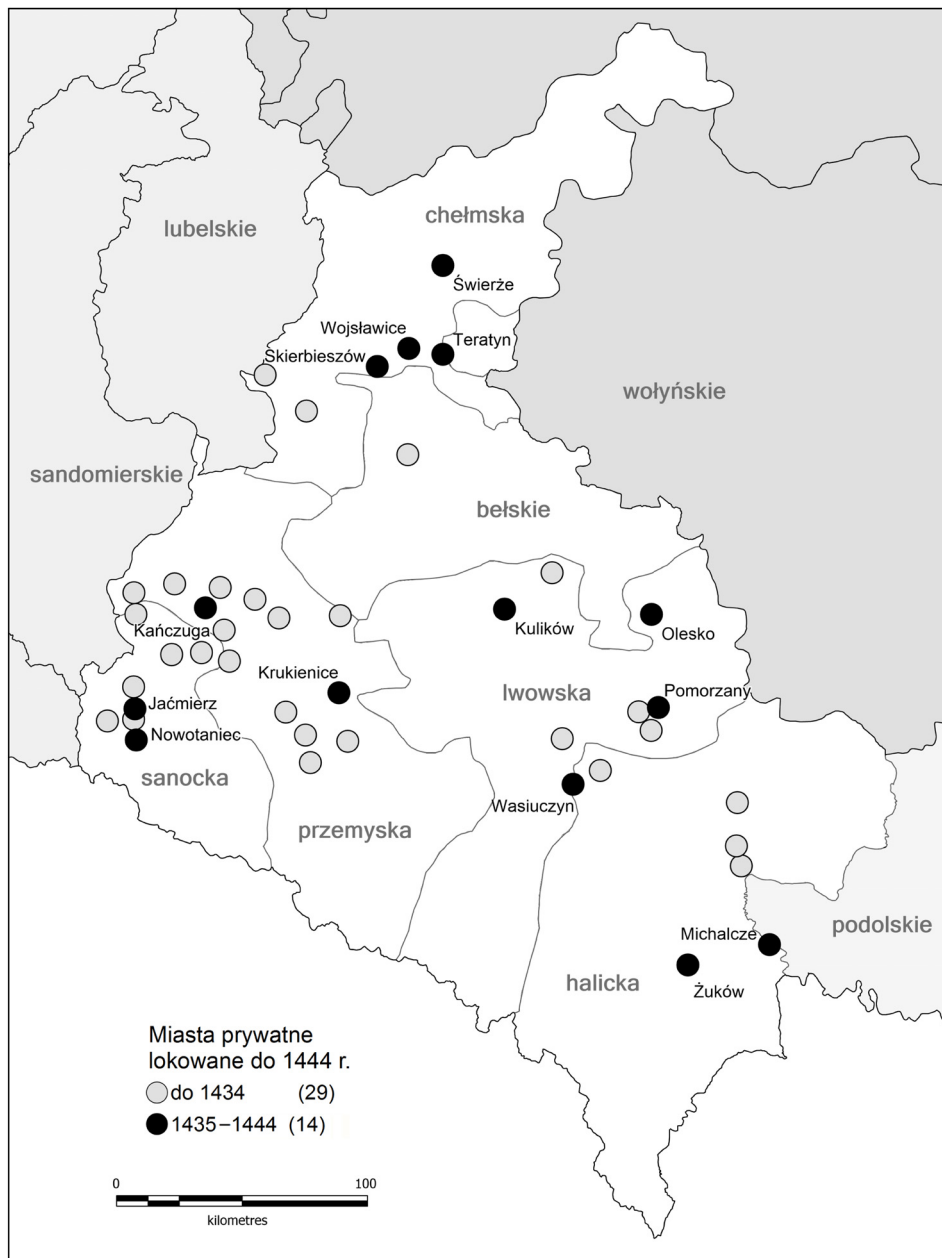 chełmska
lubelskie
Świerże
Wojsławice
Teratyn
Skierbieszów
wołyńskie
sandomierskie
bełskie
Kańczuga
Kulików
Olesko
Krukienice
Pomorzany
lwowska
Jaćmierz
Nowotaniec
sanocka
Wasiuczyn
przemyska
Michalcze
podolskie
halicka
Żuków
Miasta prywatne
lokowane do 1444 r.
do 1434 (29)
1435–1444 (14)
0 100
kilometres